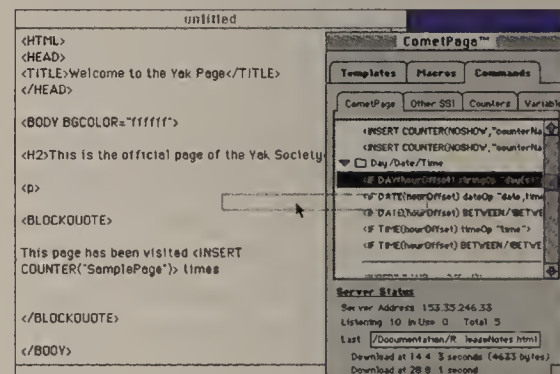 untitled
<HTML>
<HEAD>
<TITLE>Welcome to the Yak Page</TITLE>
</HEAD>
<BODY BGCOLOR="ffffff">
<H2>This is the official page of the Yak Society
<p>
<BLOCKQUOTE>
This page has been visited <INSERT
COUNTER("SamplePage")> times
</BLOCKQUOTE>
</BODY>
CometPage™
Templates Macros Commands
CometPage Other SSI Counters Variabl
<INSERT COUNTER(NOSHOW,"counterNa
<INSERT COUNTER(NOSHOW,"counterNa
Day/Date/Time
<IF DAY(hourOffset) stringOp "day
<IF DATE(hourOffset) dateOp "date,time
<IF DATE(hourOffset) BETWEEN/!BETWE
<IF TIME(hourOffset) timeOp "time">
<IF TIME(hourOffset) BETWEEN/!BETWE
Server Status
Server Address 153.35.246.33
Listening 10 In Use 0 Total 5
Last /Documentation/R leaseNotes.html
Download at 14.4 3 seconds (4633 bytes)
Download at 28.8 1 second